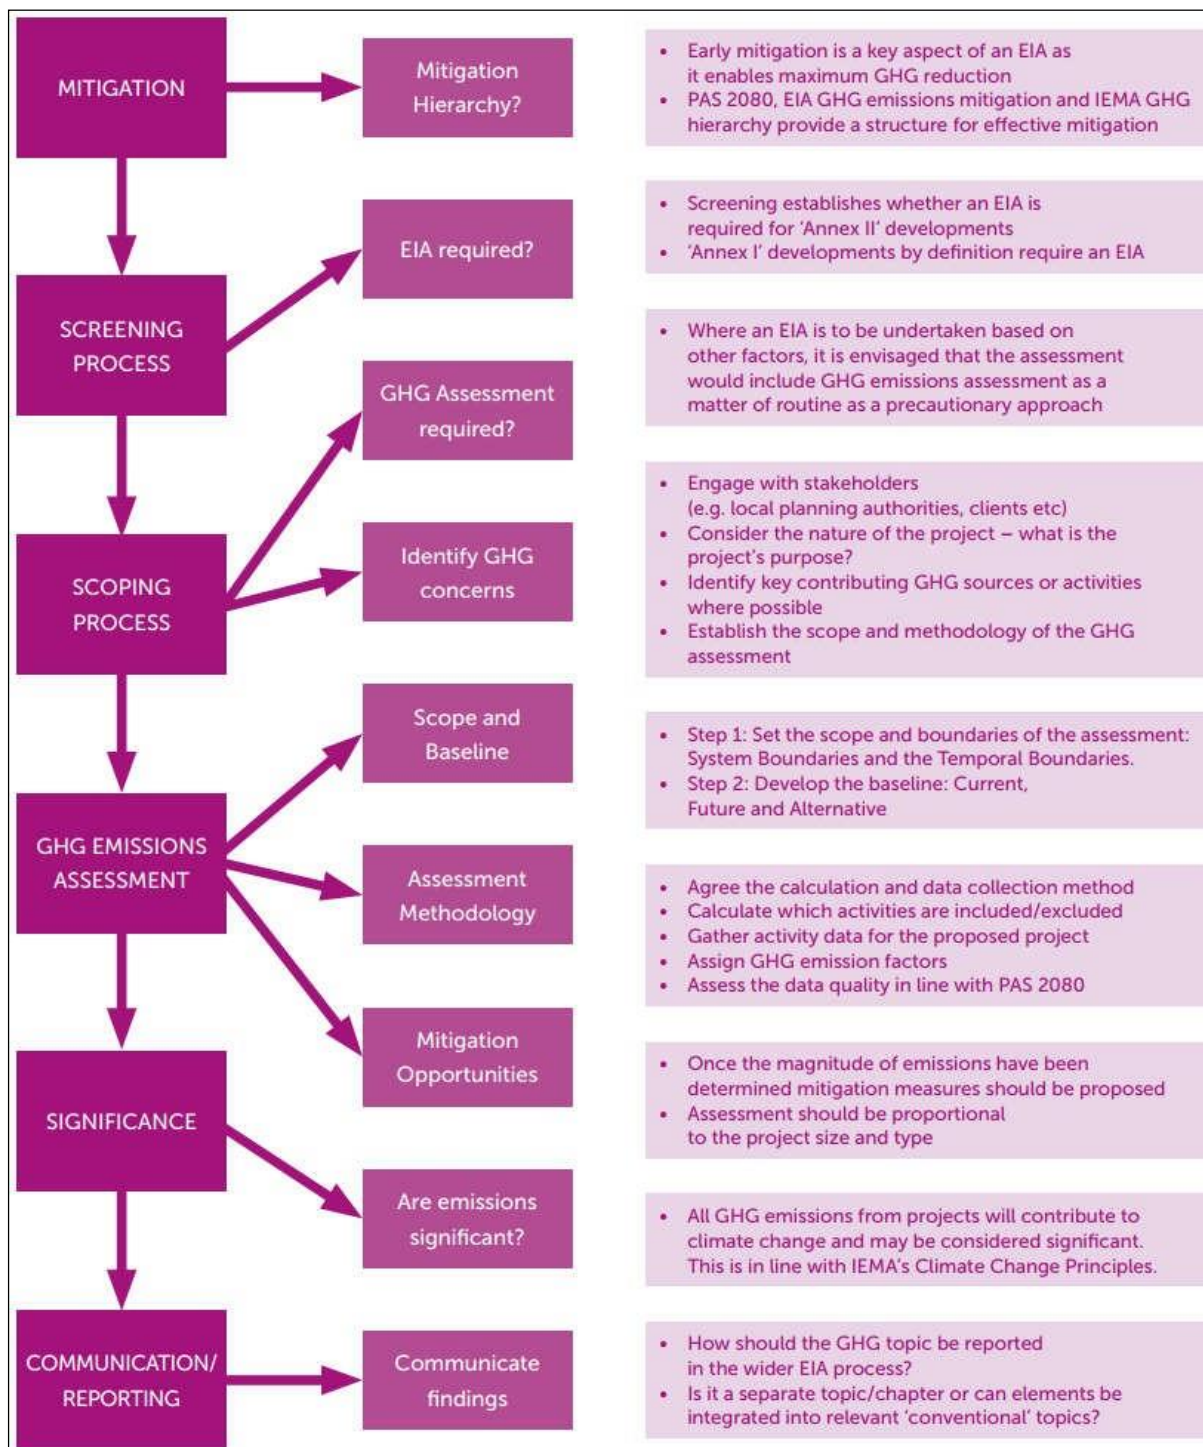 MITIGATION
Mitigation
Hierarchy?
• Early mitigation is a key aspect of an EIA as
it enables maximum GHG reduction
• PAS 2080, EIA GHG emissions mitigation and IEMA GHG
hierarchy provide a structure for effective mitigation
SCREENING
PROCESS
EIA required?
• Screening establishes whether an EIA is
required for ‘Annex II’ developments
• ‘Annex I’ developments by definition require an EIA
GHG Assessment
required?
• Where an EIA is to be undertaken based on
other factors, it is envisaged that the assessment
would include GHG emissions assessment as a
matter of routine as a precautionary approach
SCOPING
PROCESS
Identify GHG
concerns
• Engage with stakeholders
(e.g. local planning authorities, clients etc)
• Consider the nature of the project – what is the
project’s purpose?
• Identify key contributing GHG sources or activities
where possible
• Establish the scope and methodology of the GHG
assessment
Scope and
Baseline
• Step 1: Set the scope and boundaries of the assessment:
System Boundaries and the Temporal Boundaries.
• Step 2: Develop the baseline: Current,
Future and Alternative
GHG EMISSIONS
ASSESSMENT
Assessment
Methodology
• Agree the calculation and data collection method
• Calculate which activities are included/excluded
• Gather activity data for the proposed project
• Assign GHG emission factors
• Assess the data quality in line with PAS 2080
Mitigation
Opportunities
• Once the magnitude of emissions have been
determined mitigation measures should be proposed
• Assessment should be proportional
to the project size and type
SIGNIFICANCE
Are emissions
significant?
• All GHG emissions from projects will contribute to
climate change and may be considered significant.
This is in line with IEMA’s Climate Change Principles.
COMMUNICATION/
REPORTING
Communicate
findings
• How should the GHG topic be reported
in the wider EIA process?
• Is it a separate topic/chapter or can elements be
integrated into relevant ‘conventional’ topics?